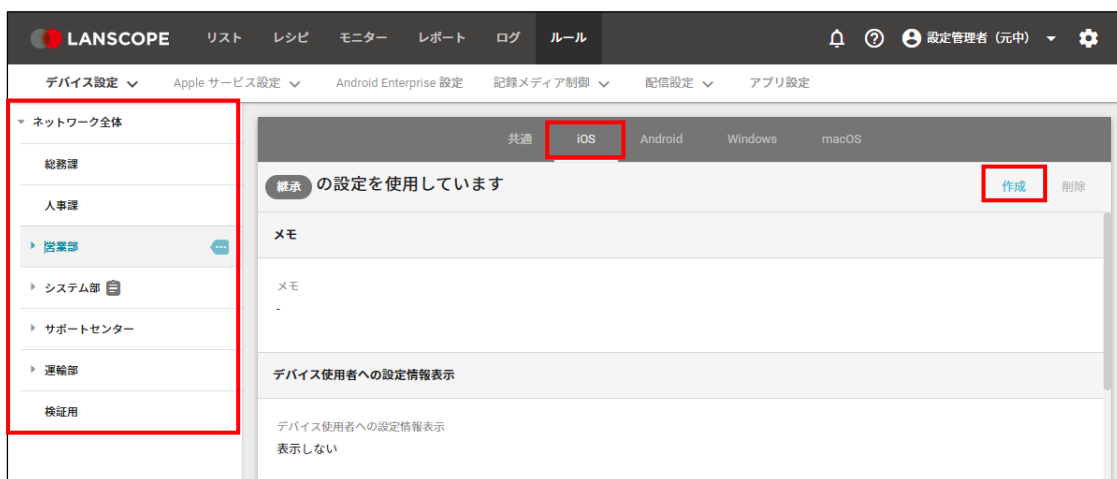 LANSCOPE リスト レシピ モニター レポート ログ ルール 設定管理者（元中）
デバイス設定 Apple サービス設定 Android Enterprise 設定 記録メディア制御 配信設定 アプリ設定
ネットワーク全体
総務課
人事課
営業部
システム部
サポートセンター
運輸部
検証用
共通 iOS Android Windows macOS
継承 の設定を使用しています 作成 削除
メモ
メモ
-
デバイス使用者への設定情報表示
デバイス使用者への設定情報表示
表示しない